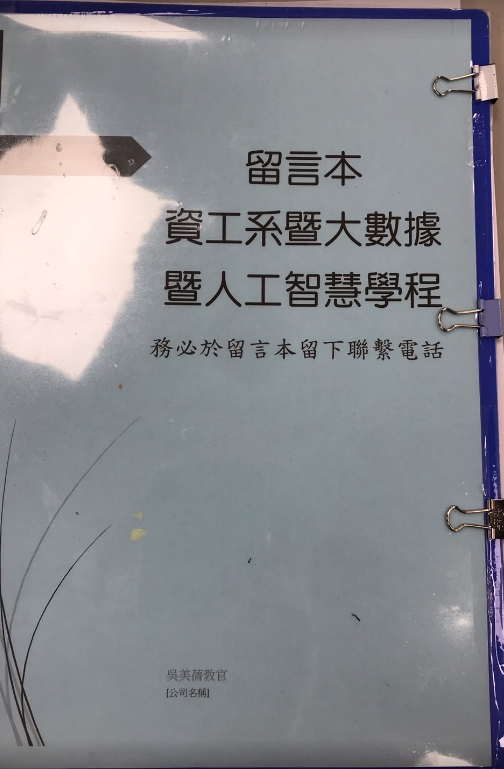 留言本
資工系暨大數據
暨人工智慧學程
務必於留言本留下聯繫電話
吳美蒨教官
[公司名稱]